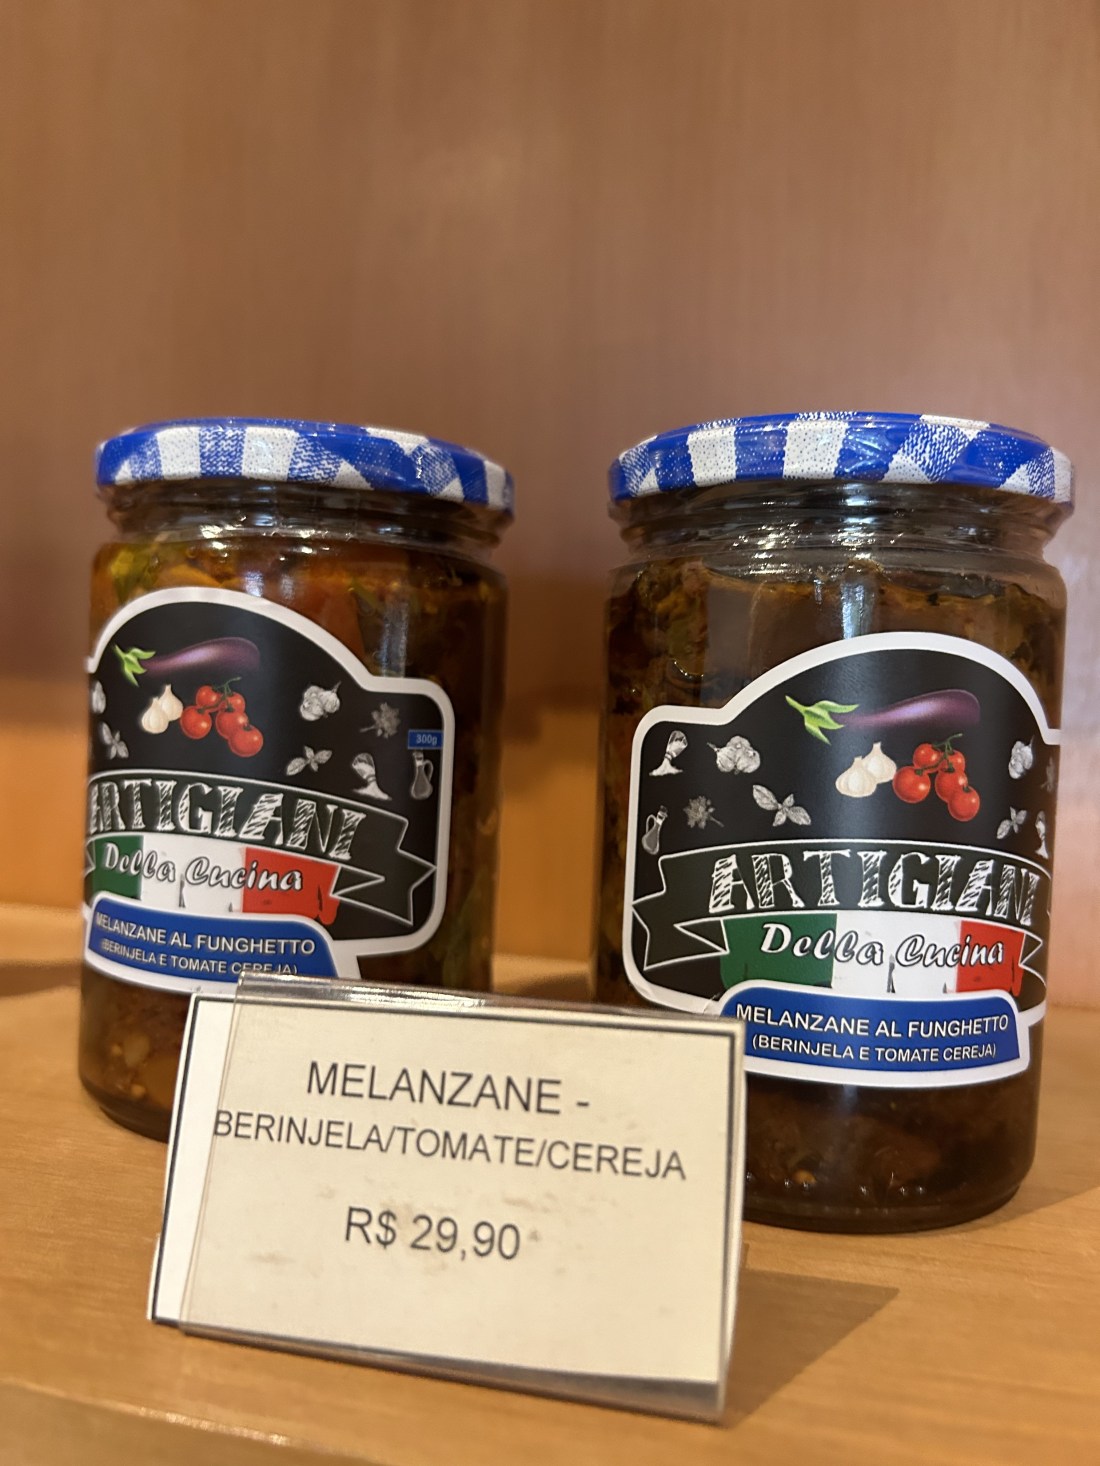 300g
ARTIGIANI
Della Cucina
MELANZANE AL FUNGHETTO
(BERINJELA E TOMATE CEREJA)
ARTIGIANI
Della Cucina
MELANZANE AL FUNGHETTO
(BERINJELA E TOMATE CEREJA)
MELANZANE -
BERINJELA/TOMATE/CEREJA
R$ 29,90